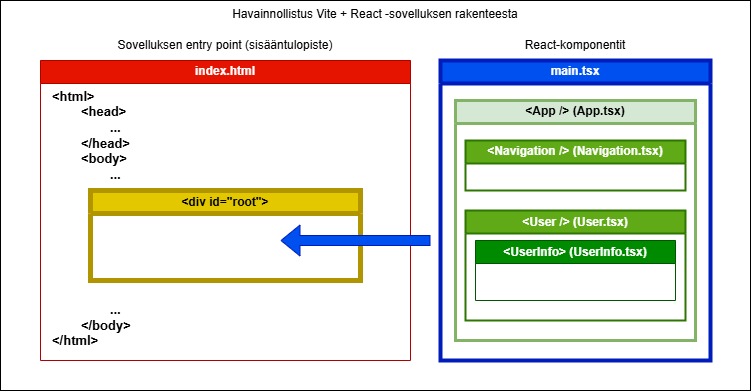 Havainnollistus Vite + React -sovelluksen rakenteesta
Sovelluksen entry point (sisääntulopiste)
index.html
<html>
<head>
...
</head>
<body>
...
<div id="root">
...
</body>
</html>
React-komponentit
main.tsx
<App /> (App.tsx)
<Navigation /> (Navigation.tsx)
<User /> (User.tsx)
<UserInfo> (UserInfo.tsx)